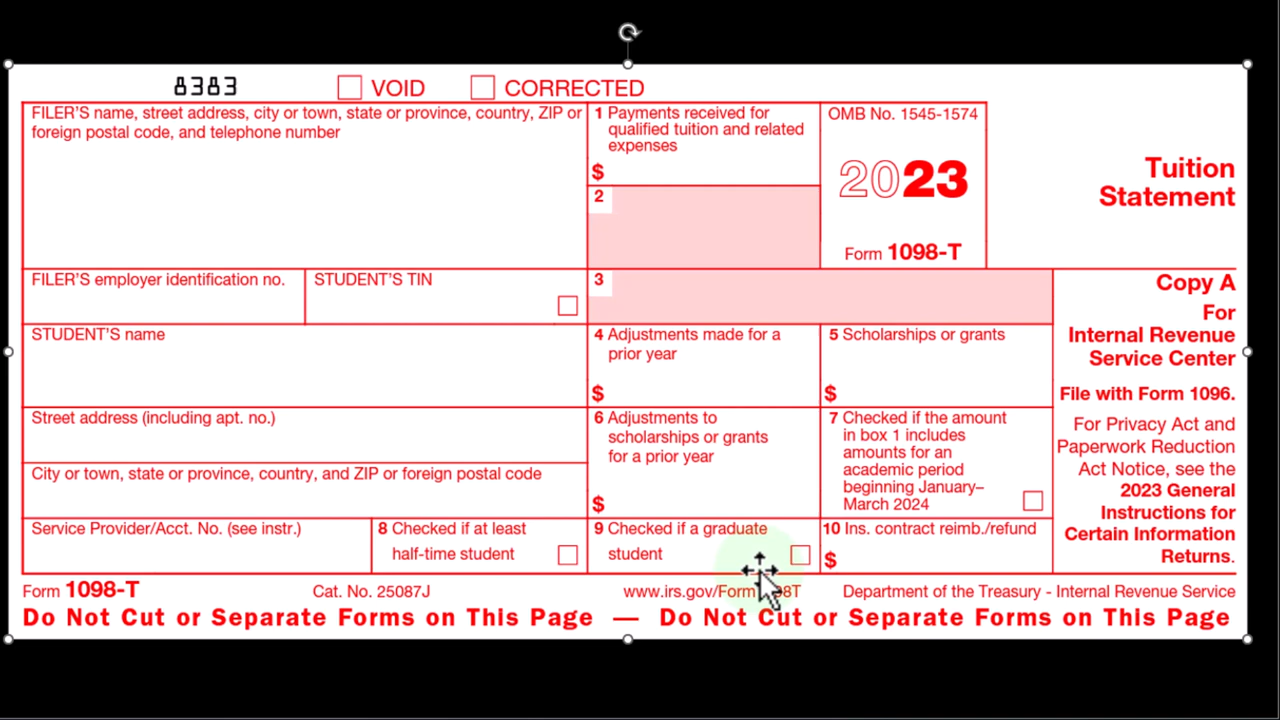 8383
VOID
CORRECTED
FILER'S name, street address, city or town, state or province, country, ZIP or
foreign postal code, and telephone number
1 Payments received for
qualified tuition and related
expenses
$
2
OMB No. 1545-1574
2023
Form 1098-T
Tuition
Statement
FILER'S employer identification no.
STUDENT'S TIN
3
Copy A
For
Internal Revenue
Service Center
File with Form 1096.
For Privacy Act and
Paperwork Reduction
Act Notice, see the
2023 General
Instructions for
Certain Information
Returns.
STUDENT'S name
4 Adjustments made for a
prior year
$
5 Scholarships or grants
$
Street address (including apt. no.)
City or town, state or province, country, and ZIP or foreign postal code
6 Adjustments to
scholarships or grants
for a prior year
$
7 Checked if the amount
in box 1 includes
amounts for an
academic period
beginning January–
March 2024
Service Provider/Acct. No. (see instr.)
8 Checked if at least
half-time student
9 Checked if a graduate
student
10 Ins. contract reimb./refund
$
Form 1098-T
Cat. No. 25087J
Department of the Treasury - Internal Revenue Service
Do Not Cut or Separate Forms on This Page — Do Not Cut or Separate Forms on This Page